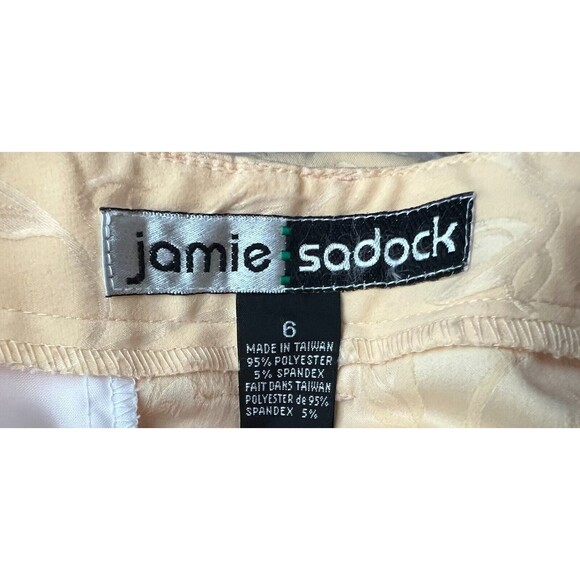 jamie sadock
6
MADE IN TAIWAN
95% POLYESTER
5% SPANDEX
FAIT DANS TAIWAN
POLYESTER de 95%
SPANDEX 5%